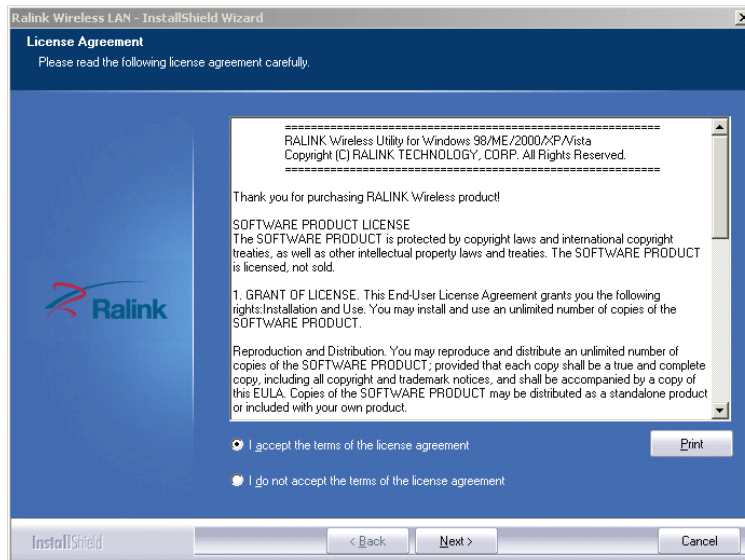 Ralink Wireless LAN - InstallShield Wizard
License Agreement
Please read the following license agreement carefully.
============================================================
RALINK Wireless Utility for Windows 98/ME/2000/XP/Vista
Copyright (C) RALINK TECHNOLOGY, CORP. All Rights Reserved.
============================================================
Thank you for purchasing RALINK Wireless product!
SOFTWARE PRODUCT LICENSE
The SOFTWARE PRODUCT is protected by copyright laws and international copyright
treaties, as well as other intellectual property laws and treaties. The SOFTWARE PRODUCT
is licensed, not sold.
1. GRANT OF LICENSE. This End-User License Agreement grants you the following
rights:Installation and Use. You may install and use an unlimited number of copies of the
SOFTWARE PRODUCT.
Reproduction and Distribution. You may reproduce and distribute an unlimited number of
copies of the SOFTWARE PRODUCT; provided that each copy shall be a true and complete
copy, including all copyright and trademark notices, and shall be accompanied by a copy of
this EULA. Copies of the SOFTWARE PRODUCT may be distributed as a standalone product
or included with your own product.
Ralink
I accept the terms of the license agreement
Print
I do not accept the terms of the license agreement
InstallShield
< Back
Next >
Cancel